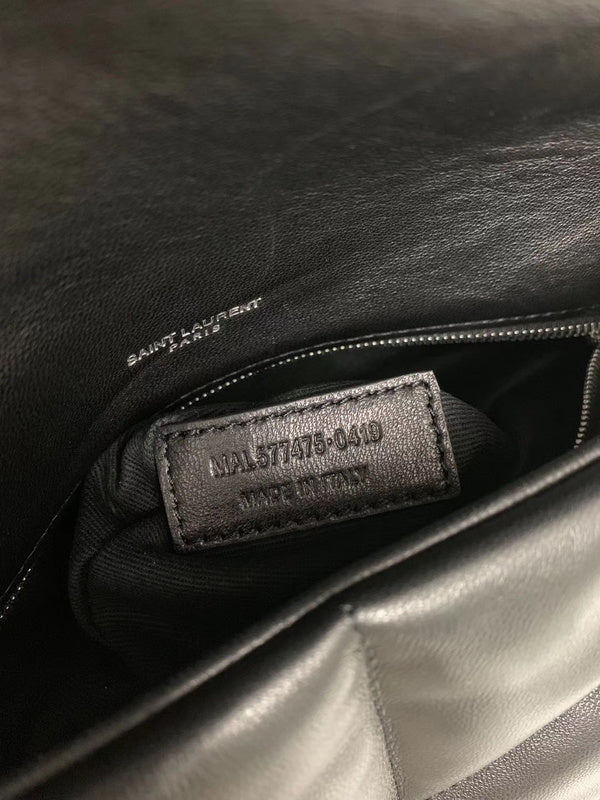 SAINT LAURENT
PARIS
MAL577475·0419
MADE IN ITALY